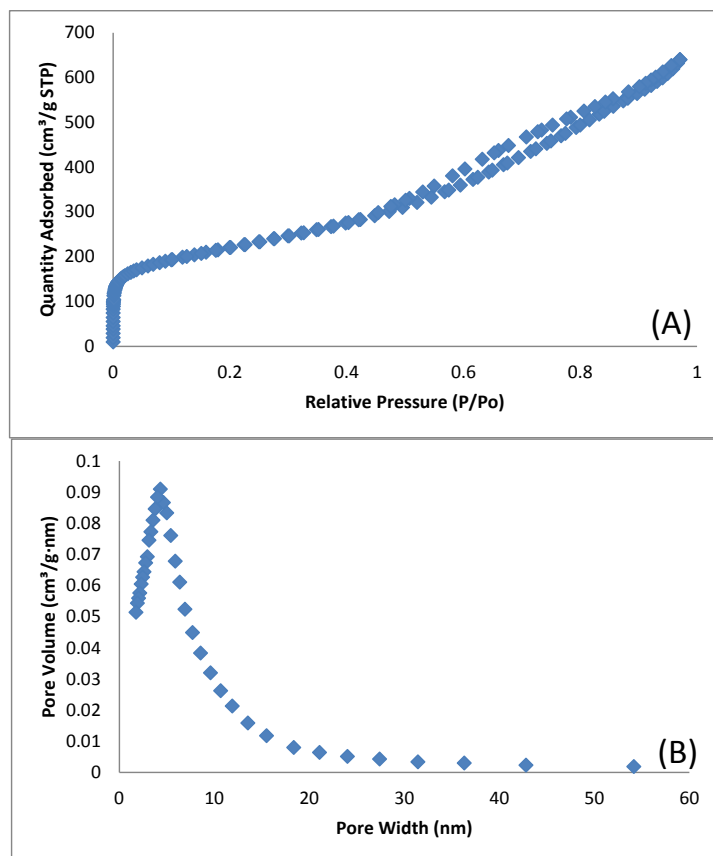 700
600
500
400
300
200
100
0
Quantity Adsorbed (cm³/g STP)
0 0.2 0.4 0.6 0.8 1
Relative Pressure (P/Po)
(A)
0.1
0.09
0.08
0.07
0.06
0.05
0.04
0.03
0.02
0.01
0
Pore Volume (cm³/g·nm)
0 10 20 30 40 50 60
Pore Width (nm)
(B)